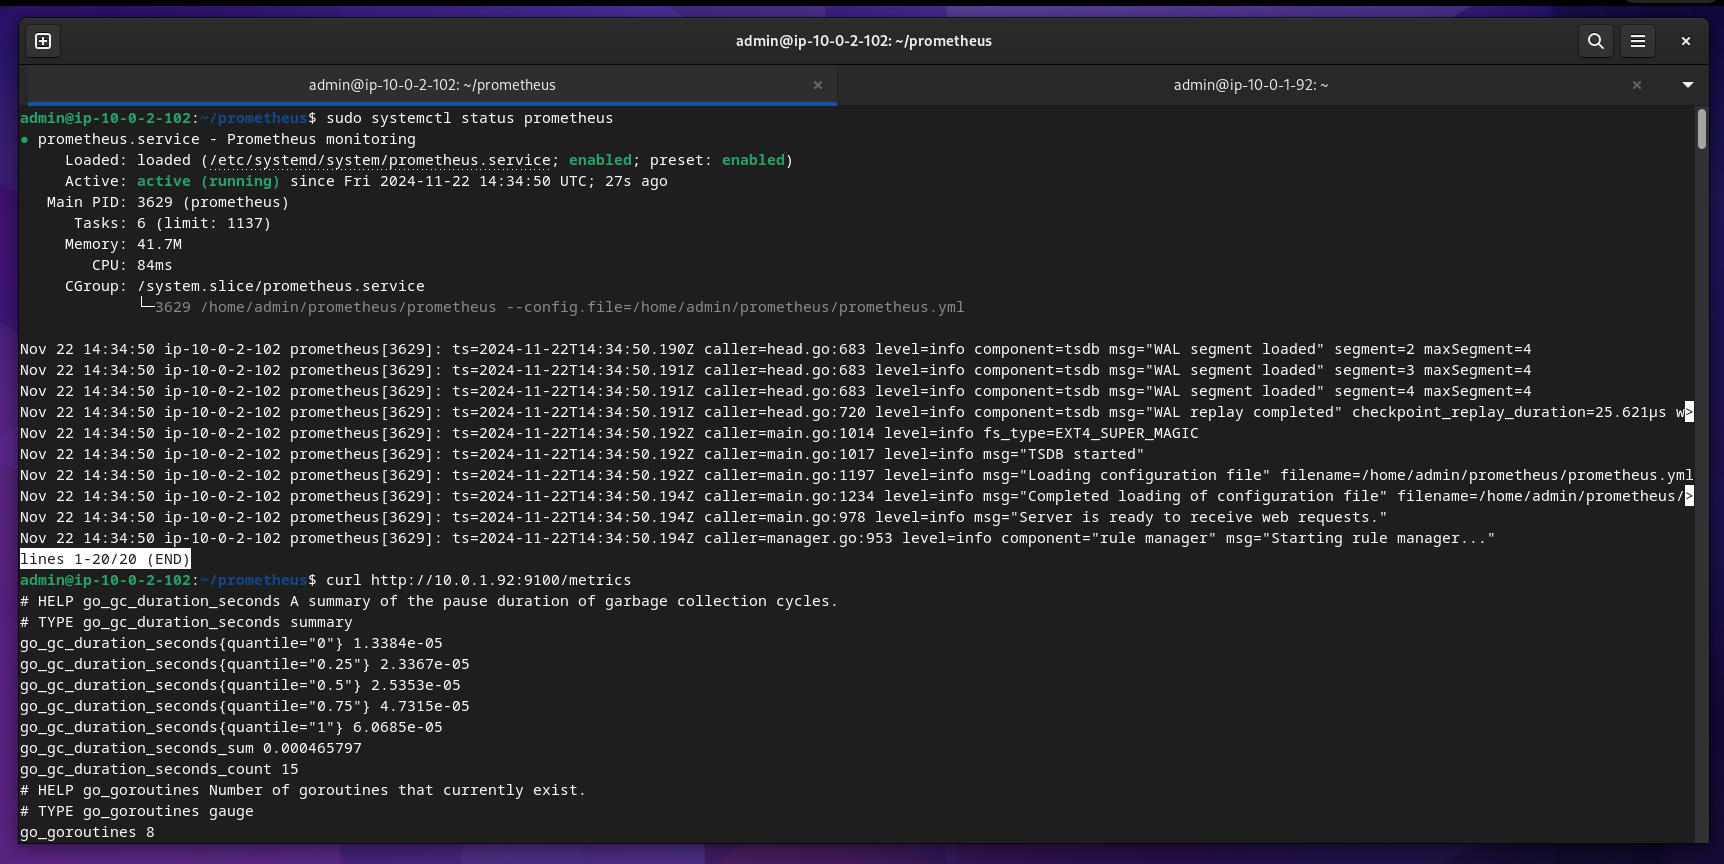 admin@ip-10-0-2-102: ~/prometheus
admin@ip-10-0-2-102: ~/prometheus
admin@ip-10-0-1-92: ~
admin@ip-10-0-2-102:~/prometheus$ sudo systemctl status prometheus
● prometheus.service - Prometheus monitoring
     Loaded: loaded (/etc/systemd/system/prometheus.service; enabled; preset: enabled)
     Active: active (running) since Fri 2024-11-22 14:34:50 UTC; 27s ago
   Main PID: 3629 (prometheus)
      Tasks: 6 (limit: 1137)
     Memory: 41.7M
        CPU: 84ms
     CGroup: /system.slice/prometheus.service
             └─3629 /home/admin/prometheus/prometheus --config.file=/home/admin/prometheus/prometheus.yml
Nov 22 14:34:50 ip-10-0-2-102 prometheus[3629]: ts=2024-11-22T14:34:50.190Z caller=head.go:683 level=info component=tsdb msg="WAL segment loaded" segment=2 maxSegment=4
Nov 22 14:34:50 ip-10-0-2-102 prometheus[3629]: ts=2024-11-22T14:34:50.191Z caller=head.go:683 level=info component=tsdb msg="WAL segment loaded" segment=3 maxSegment=4
Nov 22 14:34:50 ip-10-0-2-102 prometheus[3629]: ts=2024-11-22T14:34:50.191Z caller=head.go:683 level=info component=tsdb msg="WAL segment loaded" segment=4 maxSegment=4
Nov 22 14:34:50 ip-10-0-2-102 prometheus[3629]: ts=2024-11-22T14:34:50.191Z caller=head.go:720 level=info component=tsdb msg="WAL replay completed" checkpoint_replay_duration=25.621µs w>
Nov 22 14:34:50 ip-10-0-2-102 prometheus[3629]: ts=2024-11-22T14:34:50.192Z caller=main.go:1014 level=info fs_type=EXT4_SUPER_MAGIC
Nov 22 14:34:50 ip-10-0-2-102 prometheus[3629]: ts=2024-11-22T14:34:50.192Z caller=main.go:1017 level=info msg="TSDB started"
Nov 22 14:34:50 ip-10-0-2-102 prometheus[3629]: ts=2024-11-22T14:34:50.192Z caller=main.go:1197 level=info msg="Loading configuration file" filename=/home/admin/prometheus/prometheus.yml
Nov 22 14:34:50 ip-10-0-2-102 prometheus[3629]: ts=2024-11-22T14:34:50.194Z caller=main.go:1234 level=info msg="Completed loading of configuration file" filename=/home/admin/prometheus/>
Nov 22 14:34:50 ip-10-0-2-102 prometheus[3629]: ts=2024-11-22T14:34:50.194Z caller=main.go:978 level=info msg="Server is ready to receive web requests."
Nov 22 14:34:50 ip-10-0-2-102 prometheus[3629]: ts=2024-11-22T14:34:50.194Z caller=manager.go:953 level=info component="rule manager" msg="Starting rule manager..."
lines 1-20/20 (END)
admin@ip-10-0-2-102:~/prometheus$ curl http://10.0.1.92:9100/metrics
# HELP go_gc_duration_seconds A summary of the pause duration of garbage collection cycles.
# TYPE go_gc_duration_seconds summary
go_gc_duration_seconds{quantile="0"} 1.3384e-05
go_gc_duration_seconds{quantile="0.25"} 2.3367e-05
go_gc_duration_seconds{quantile="0.5"} 2.5353e-05
go_gc_duration_seconds{quantile="0.75"} 4.7315e-05
go_gc_duration_seconds{quantile="1"} 6.0685e-05
go_gc_duration_seconds_sum 0.000465797
go_gc_duration_seconds_count 15
# HELP go_goroutines Number of goroutines that currently exist.
# TYPE go_goroutines gauge
go_goroutines 8